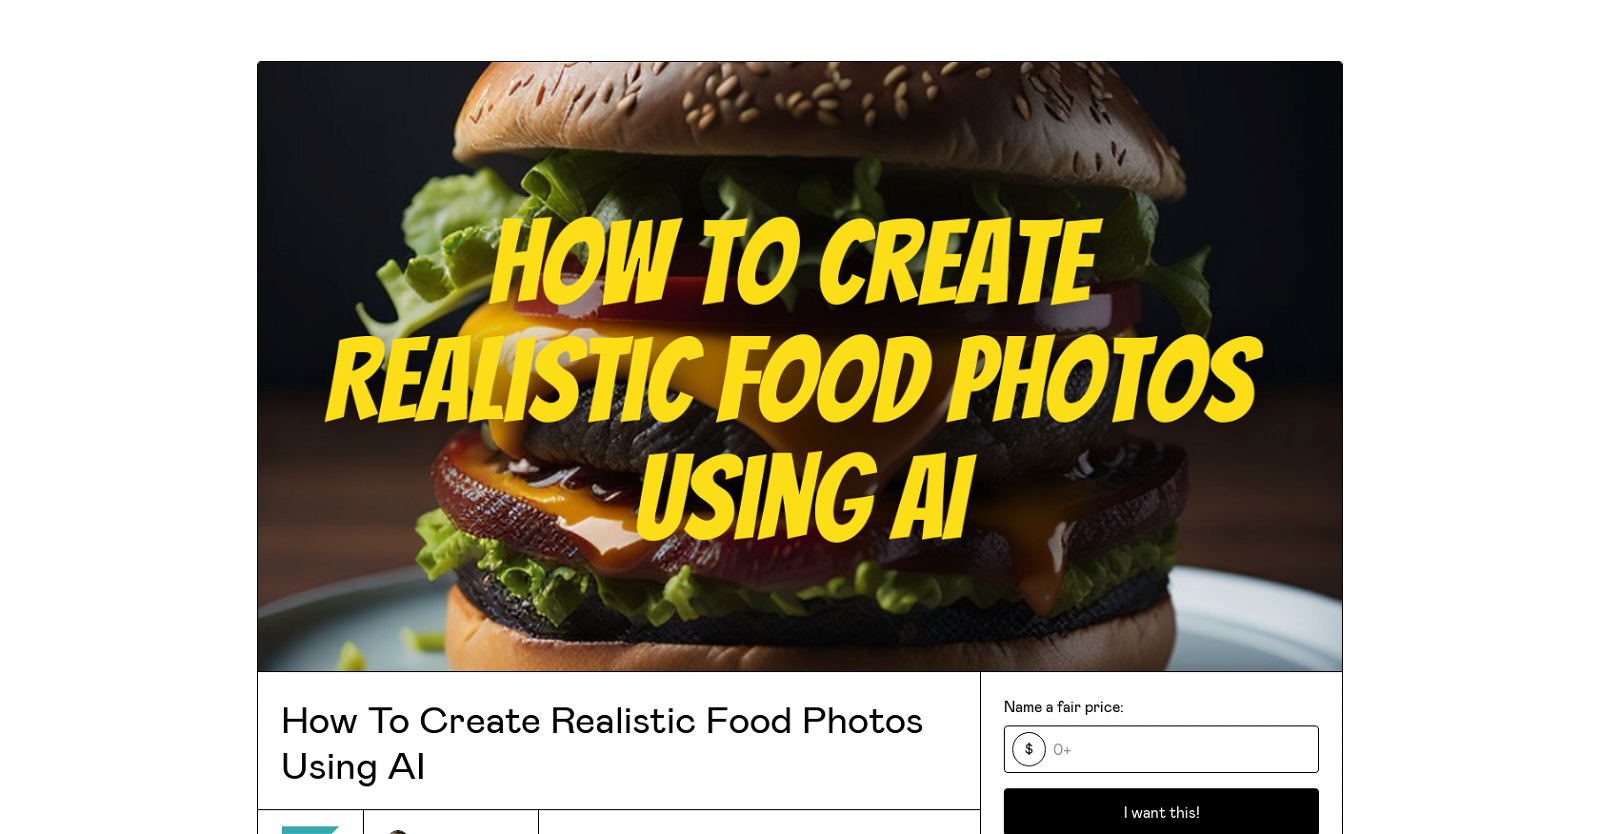 HOW TO CREATE
REALISTIC FOOD PHOTOS
USING AI
How To Create Realistic Food Photos
Using AI
Name a fair price:
$ 0+
I want this!